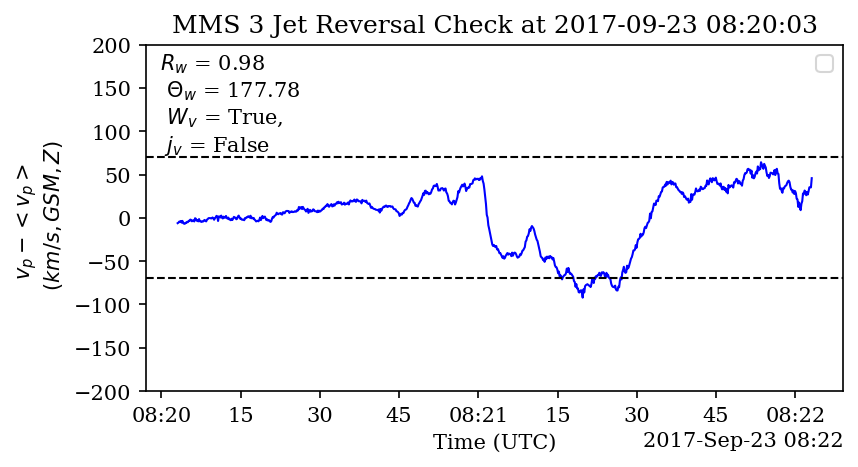 MMS 3 Jet Reversal Check at 2017-09-23 08:20:03
200
150
100
50
0
−50
−100
−150
−200
v_p − < v_p >
(km/s, GSM, Z)
R_w = 0.98
Θ_w = 177.78
W_v = True,
j_v = False
08:20 15 30 45 08:21 15 30 45 08:22
Time (UTC)
2017-Sep-23 08:22